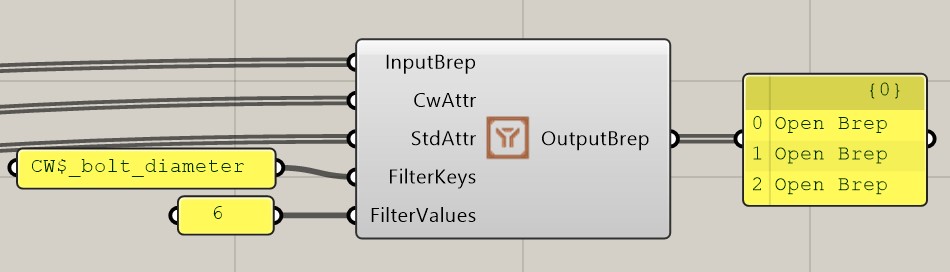 InputBrep
CwAttr
StdAttr
FilterKeys
FilterValues
OutputBrep
CW$_bolt_diameter
6
{0}
0 Open Brep
1 Open Brep
2 Open Brep